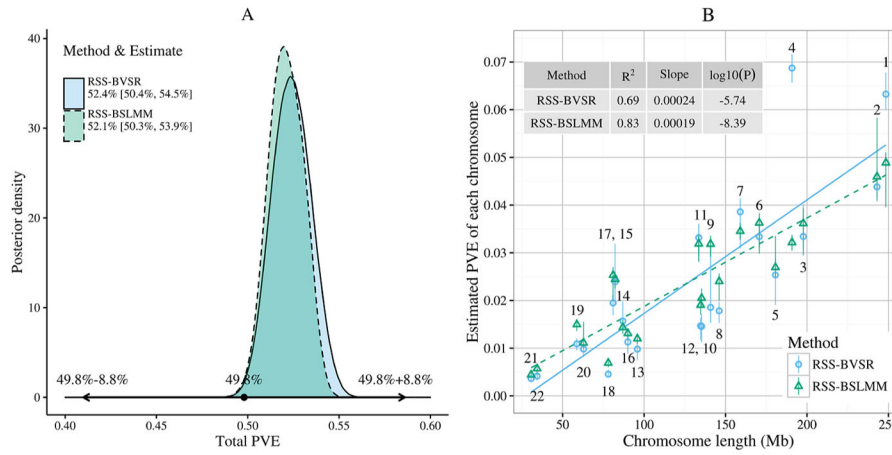 A
Posterior density
40
30
20
10
0
Method & Estimate
RSS-BVSR
52.4% [50.4%, 54.5%]
RSS-BSLMM
52.1% [50.3%, 53.9%]
49.8%-8.8%
49.8%
49.8%+8.8%
0.40
0.45
0.50
0.55
0.60
Total PVE
B
Estimated PVE of each chromosome
0.07
0.06
0.05
0.04
0.03
0.02
0.01
0.00
Method R² Slope log10(P)
RSS-BVSR 0.69 0.00024 -5.74
RSS-BSLMM 0.83 0.00019 -8.39
4
1
2
7
6
11
9
3
17, 15
5
14
19
8
12, 10
21
16
20
13
22
18
Method
RSS-BVSR
RSS-BSLMM
50
100
150
200
25
Chromosome length (Mb)